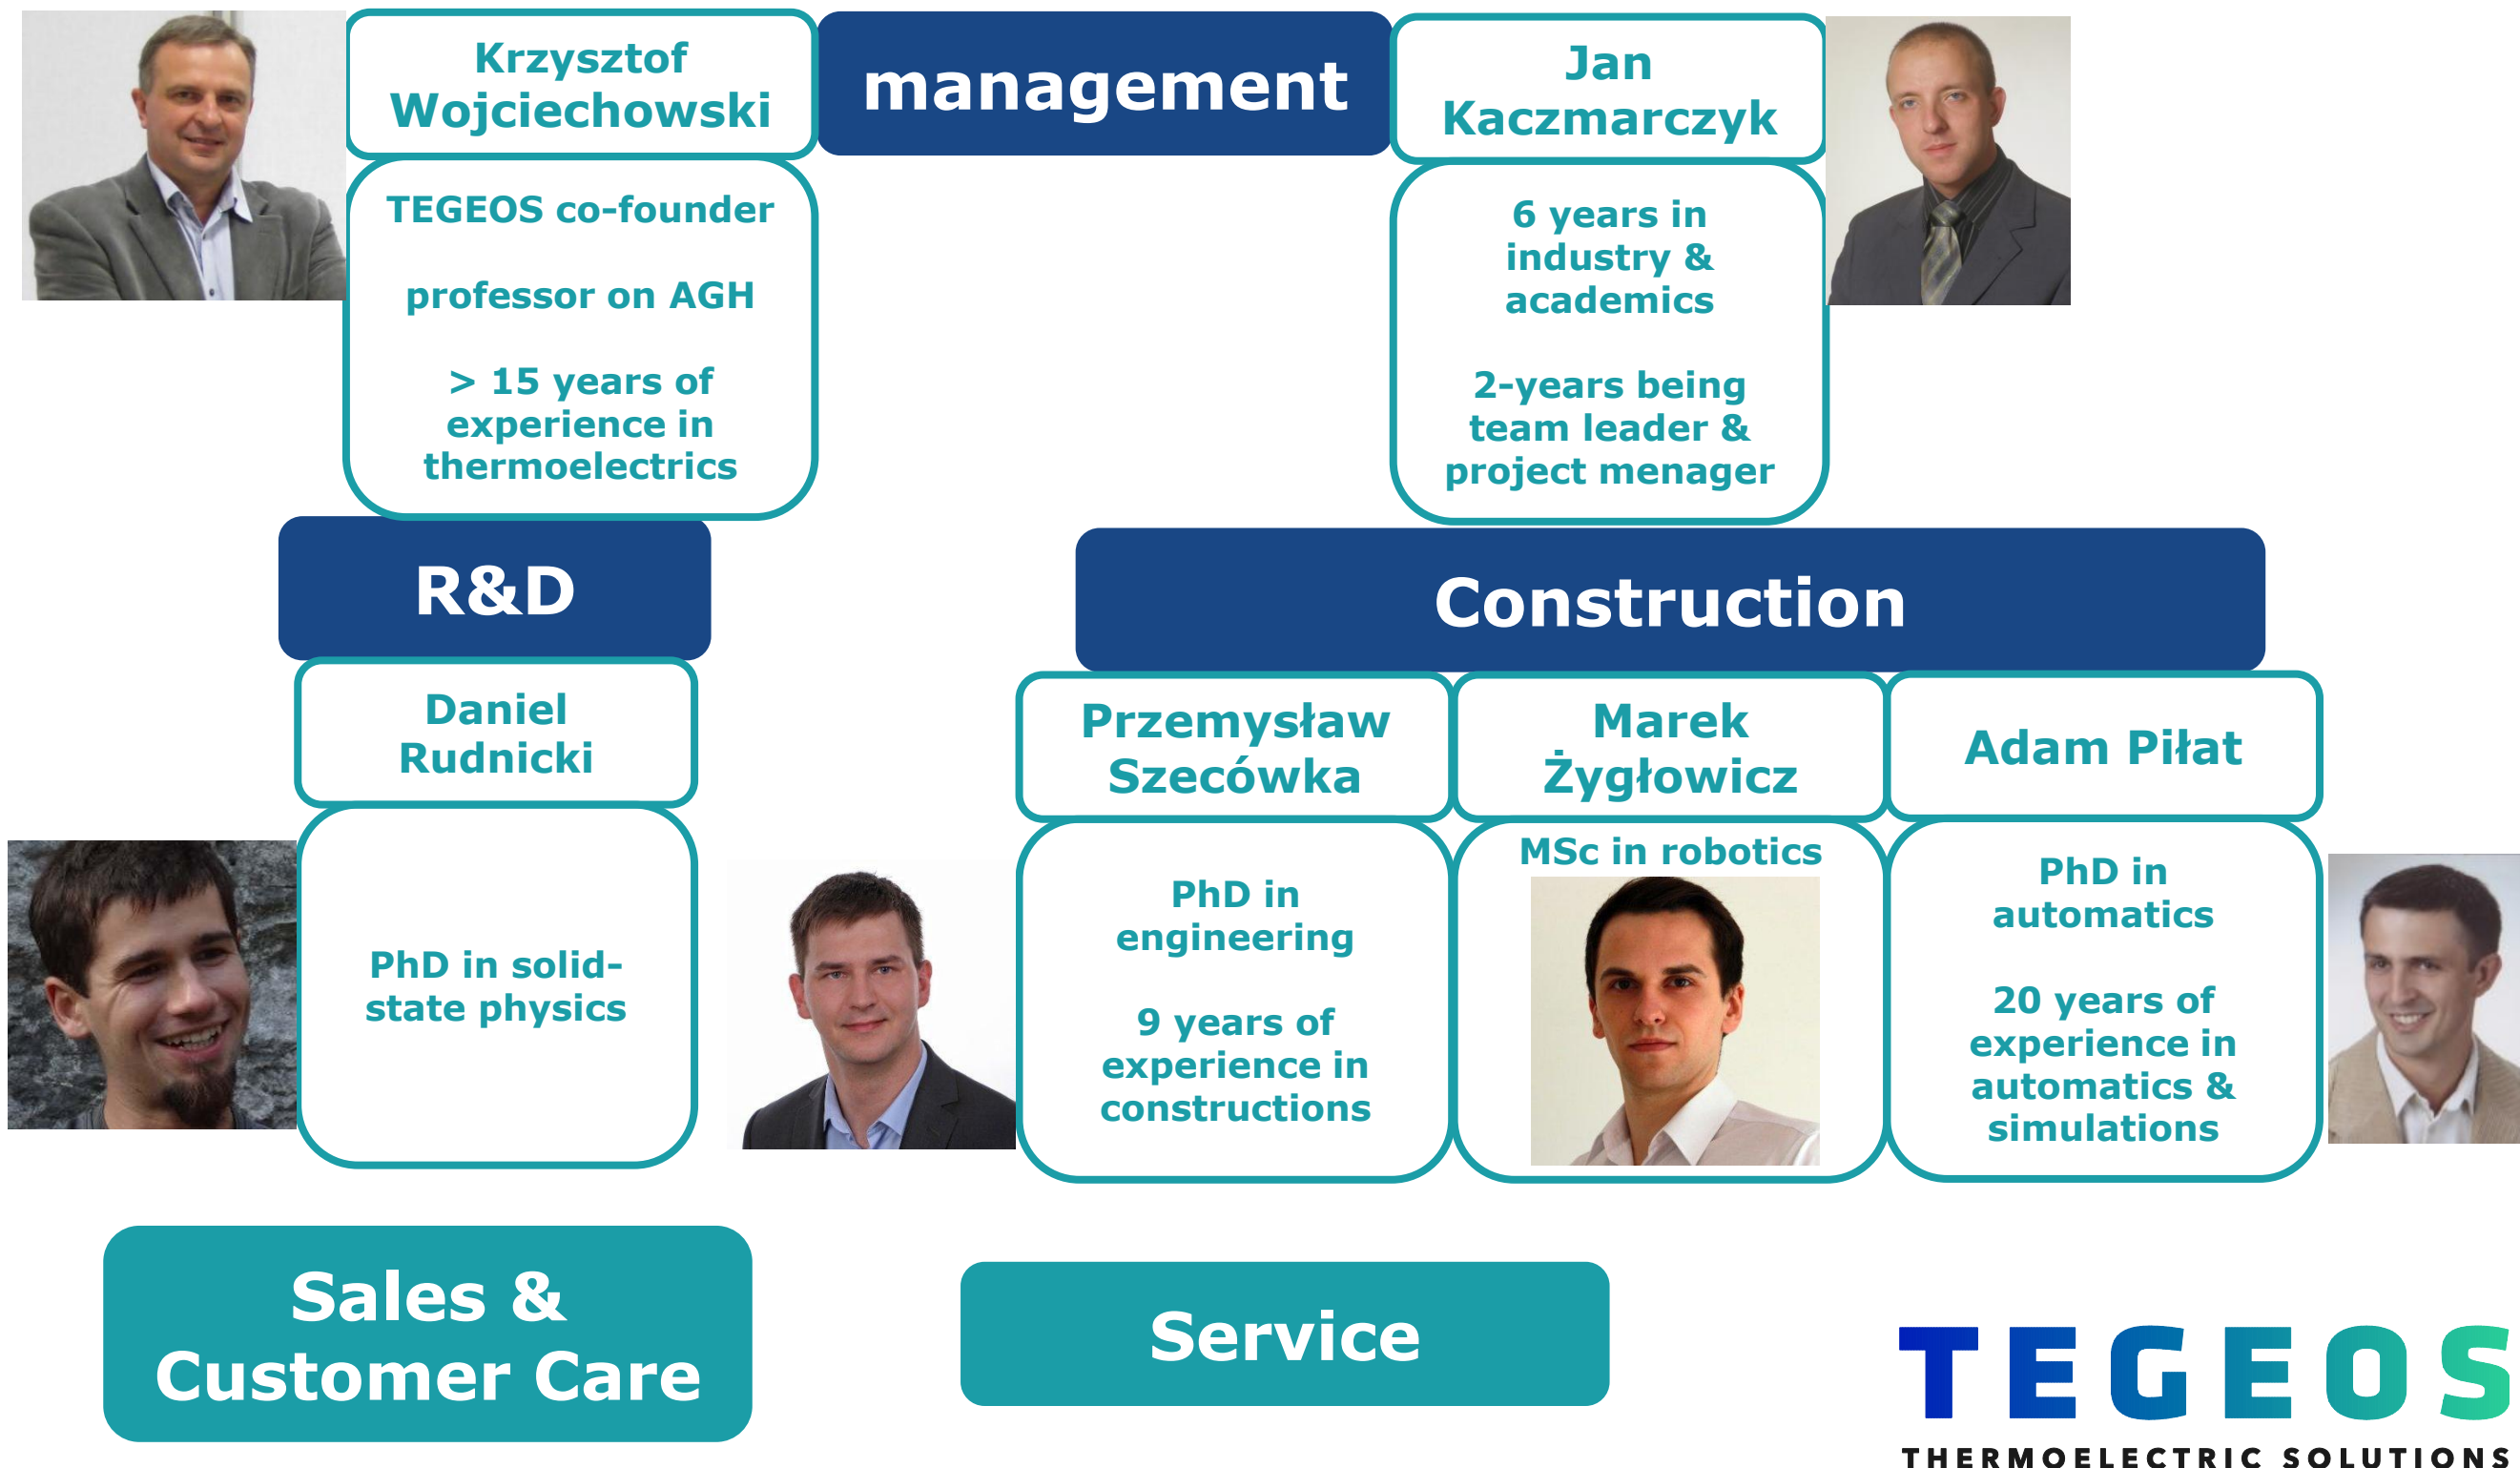 Krzysztof
Wojciechowski
management
Jan
Kaczmarczyk
TEGEOS co-founder
professor on AGH
> 15 years of
experience in
thermoelectrics
6 years in
industry &
academics
2-years being
team leader &
project menager
R&D
Daniel
Rudnicki
PhD in solid-
state physics
Construction
Przemysław
Szecówka
PhD in
engineering
9 years of
experience in
constructions
Marek
Żygłowicz
MSc in robotics
Adam Piłat
PhD in
automatics
20 years of
experience in
automatics &
simulations
Sales &
Customer Care
Service
TEGEOS
THERMOELECTRIC SOLUTIONS